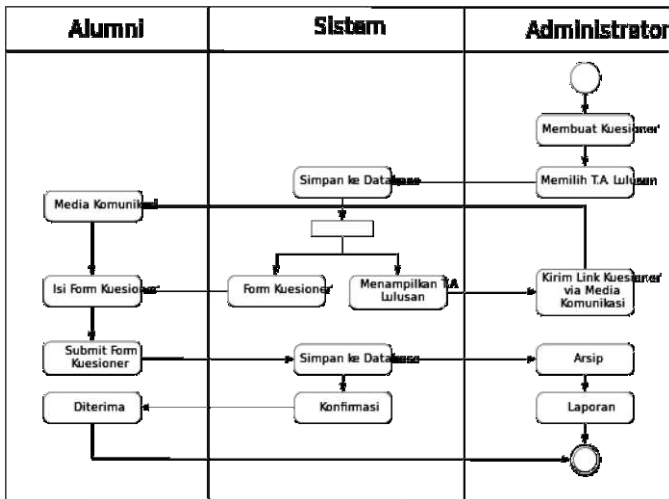 Alumni
Sistem
Administrator
Membuat Kuesioner
Simpan ke Database
Memilih T.A. Lulusan
Media Komunikasi
Isi Form Kuesioner
Form Kuesioner
Menampilkan T.A
Lulusan
Kirim Link Kuesioner
via Media
Komunikasi
Submit Form
Kuesioner
Simpan ke Database
Arsip
Diterima
Konfirmasi
Laporan